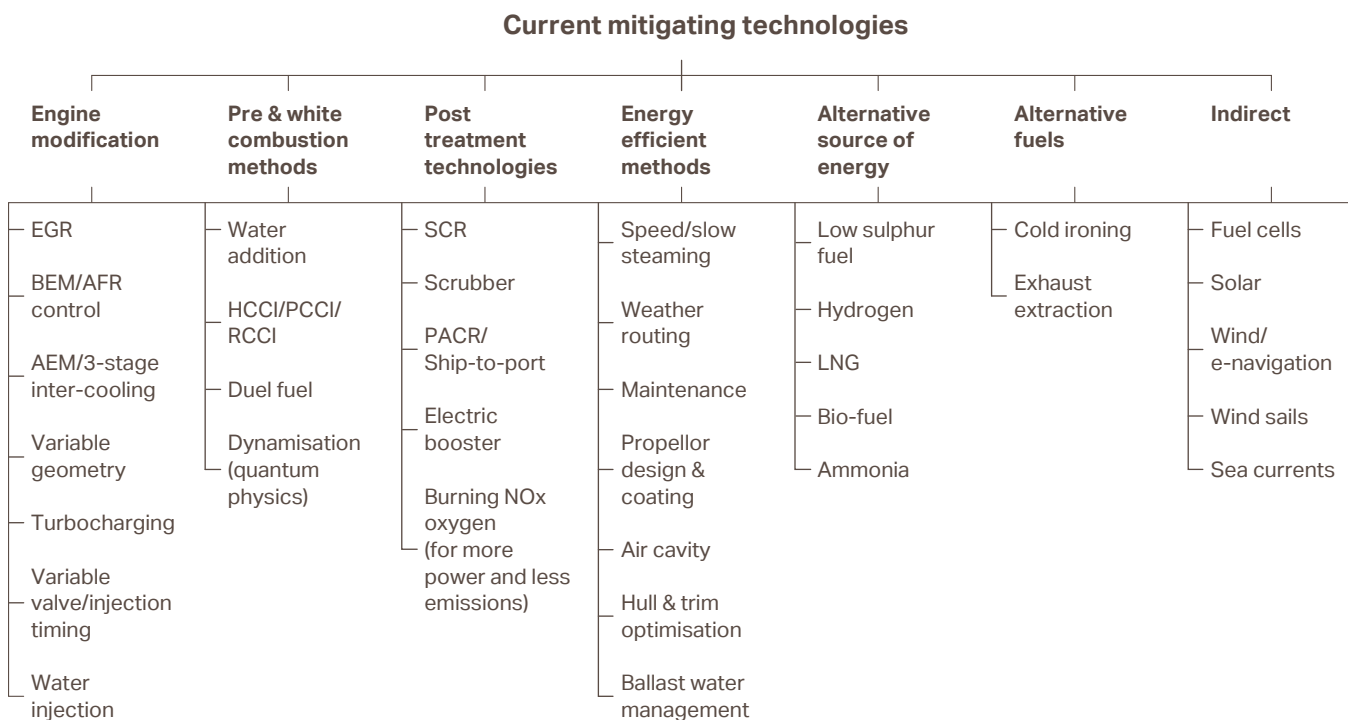 Current mitigating technologies
Engine
modification
EGR
BEM/AFR
control
AEM/3-stage
inter-cooling
Variable
geometry
Turbocharging
Variable
valve/injection
timing
Water
injection
Pre & white
combustion
methods
Water
addition
HCCI/PCCI/
RCCI
Duel fuel
Dynamisation
(quantum
physics)
Post
treatment
technologies
SCR
Scrubber
PACR/
Ship-to-port
Electric
booster
Burning NOx
oxygen
(for more
power and less
emissions)
Energy
efficient
methods
Speed/slow
steaming
Weather
routing
Maintenance
Propellor
design &
coating
Air cavity
Hull & trim
optimisation
Ballast water
management
Alternative
source of
energy
Low sulphur
fuel
Hydrogen
LNG
Bio-fuel
Ammonia
Alternative
fuels
Cold ironing
Exhaust
extraction
Indirect
Fuel cells
Solar
Wind/
e-navigation
Wind sails
Sea currents